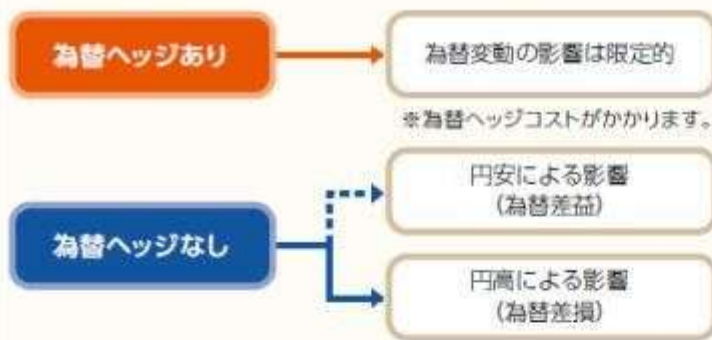 為替ヘッジあり
為替変動の影響は限定的
※為替ヘッジコストがかかります。
為替ヘッジなし
円安による影響
(為替差益)
円高による影響
(為替差損)